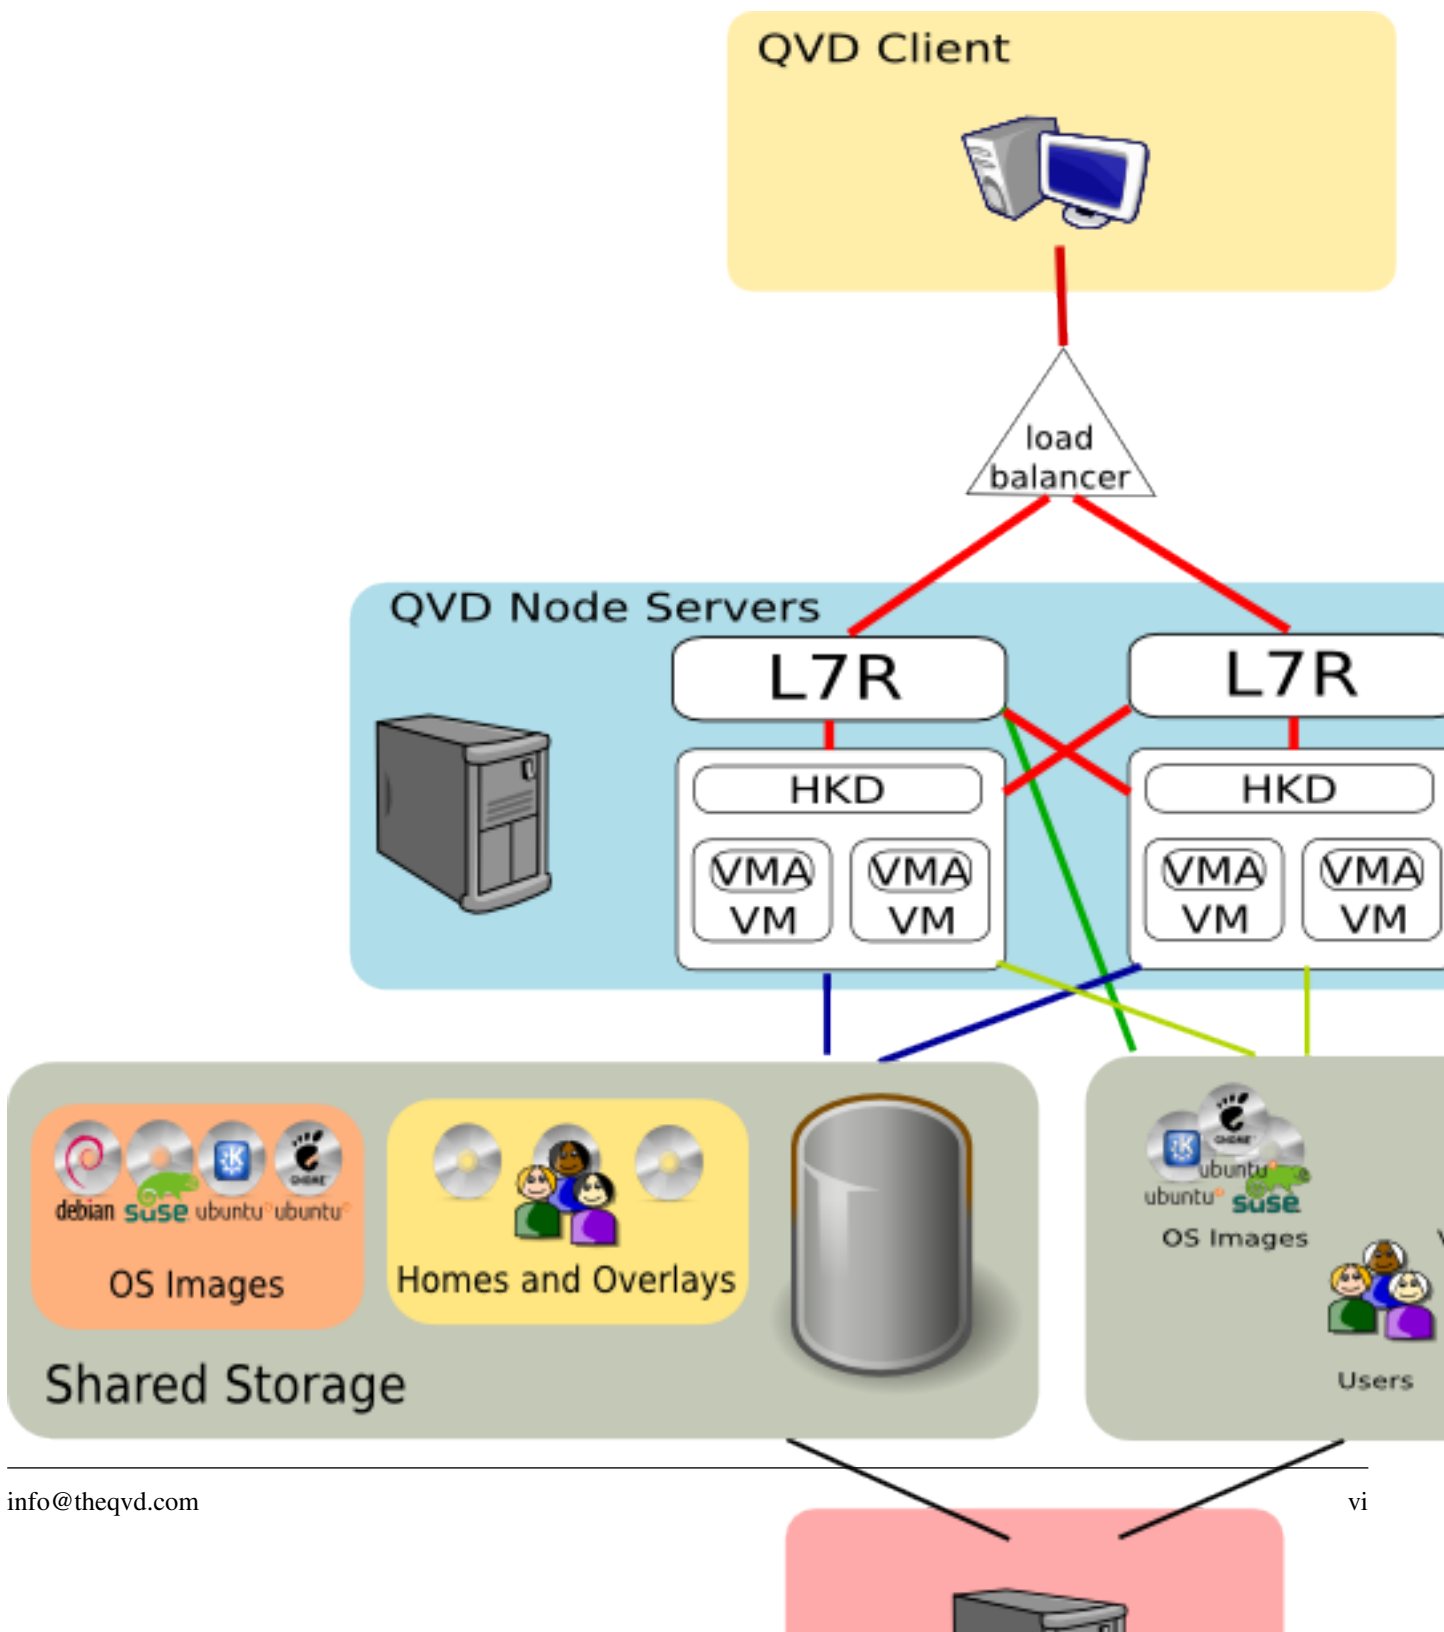 QVD Client
load
balancer
QVD Node Servers
L7R
L7R
HKD
HKD
VMA
VMA
VMA
VMA
VM
VM
VM
VM
debian
suse
ubuntu
ubuntu
GNOME
OS Images
Homes and Overlays
Shared Storage
GNOME
ubuntu
ubuntu
suse
OS Images
Users
info@theqvd.com
vi